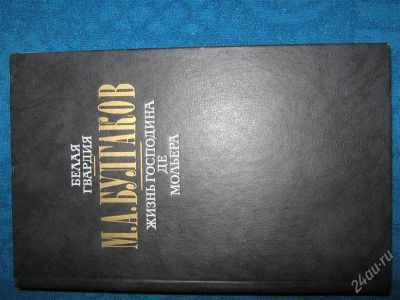 БЕЛАЯ
ГВАРДИЯ
М.А.БУЛГАКОВ
ЖИЗНЬ ГОСПОДИНА
ДЕ
МОЛЬЕРА
24au.ru